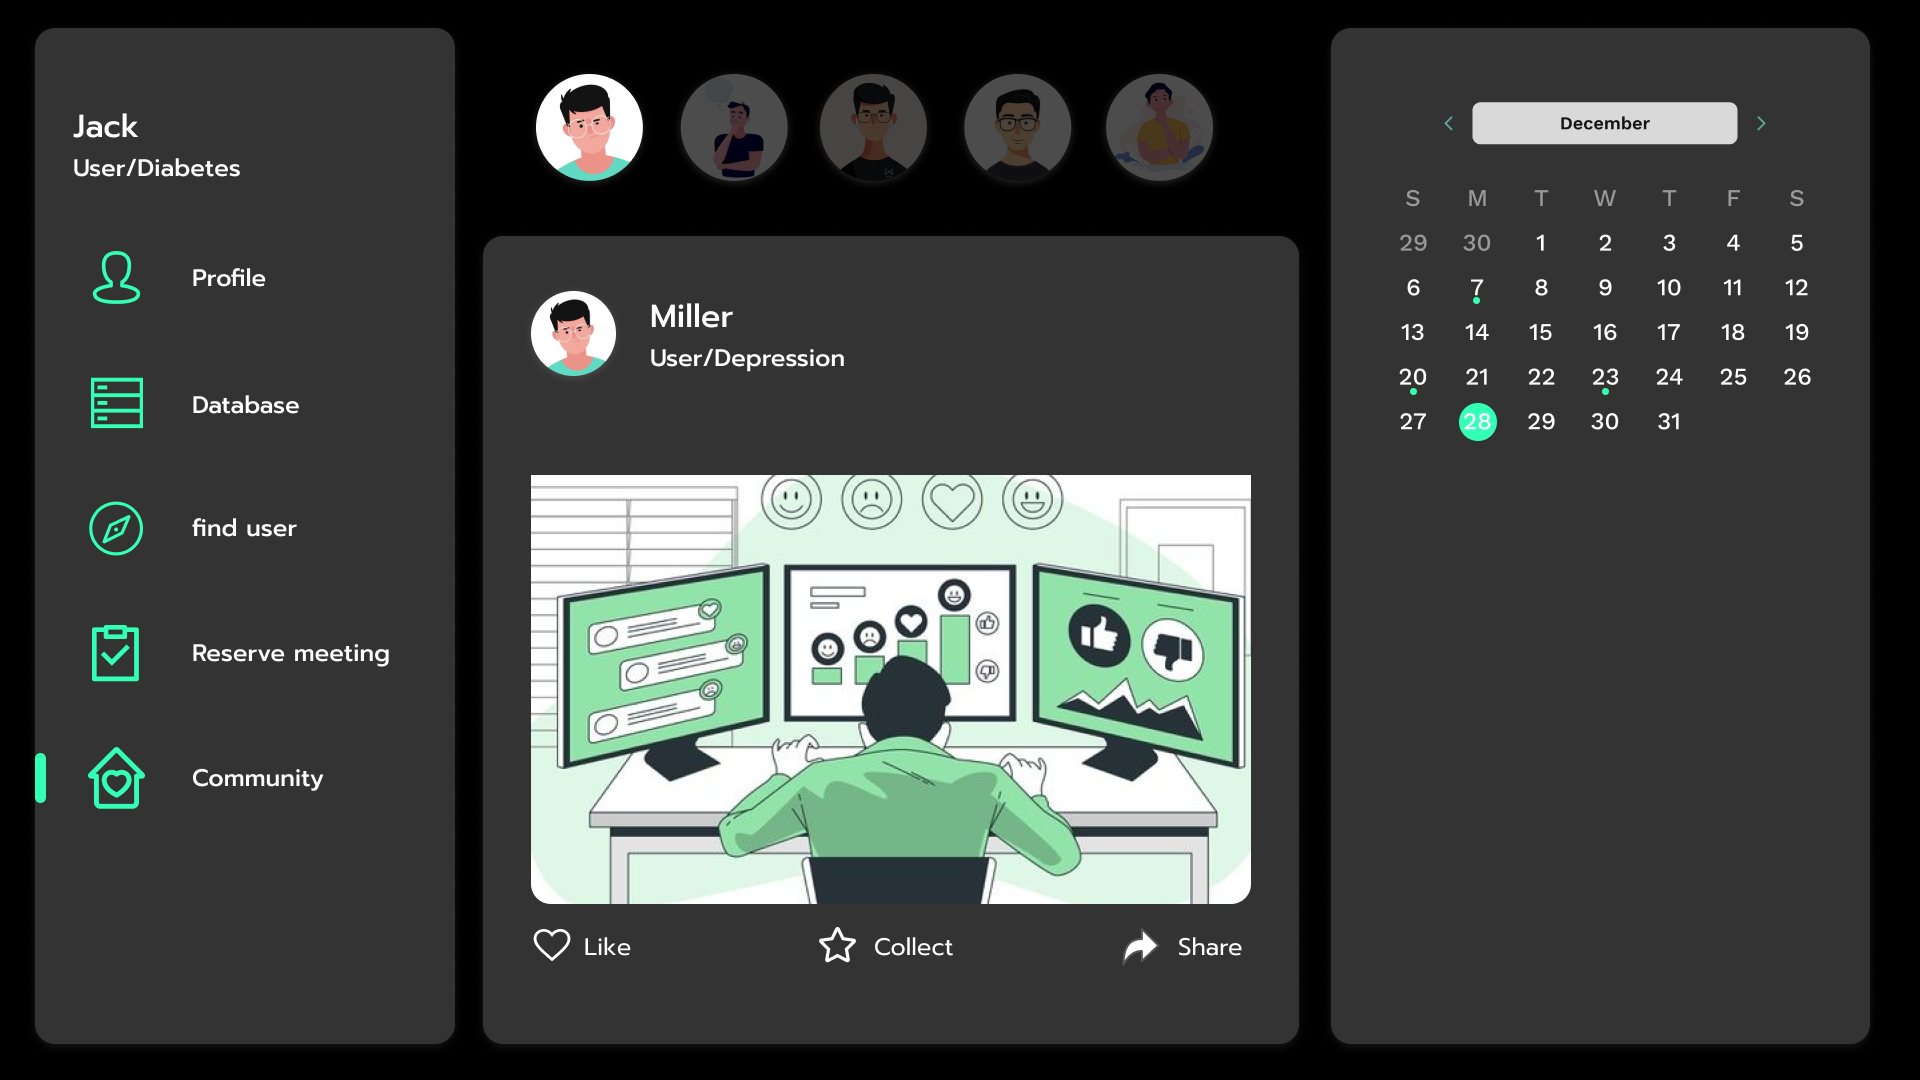 Jack
User/Diabetes
Profile
Database
find user
Reserve meeting
Community
Miller
User/Depression
Like
Collect
Share
December
S M T W T F S
29 30 1 2 3 4 5
6 7 8 9 10 11 12
13 14 15 16 17 18 19
20 21 22 23 24 25 26
27 28 29 30 31